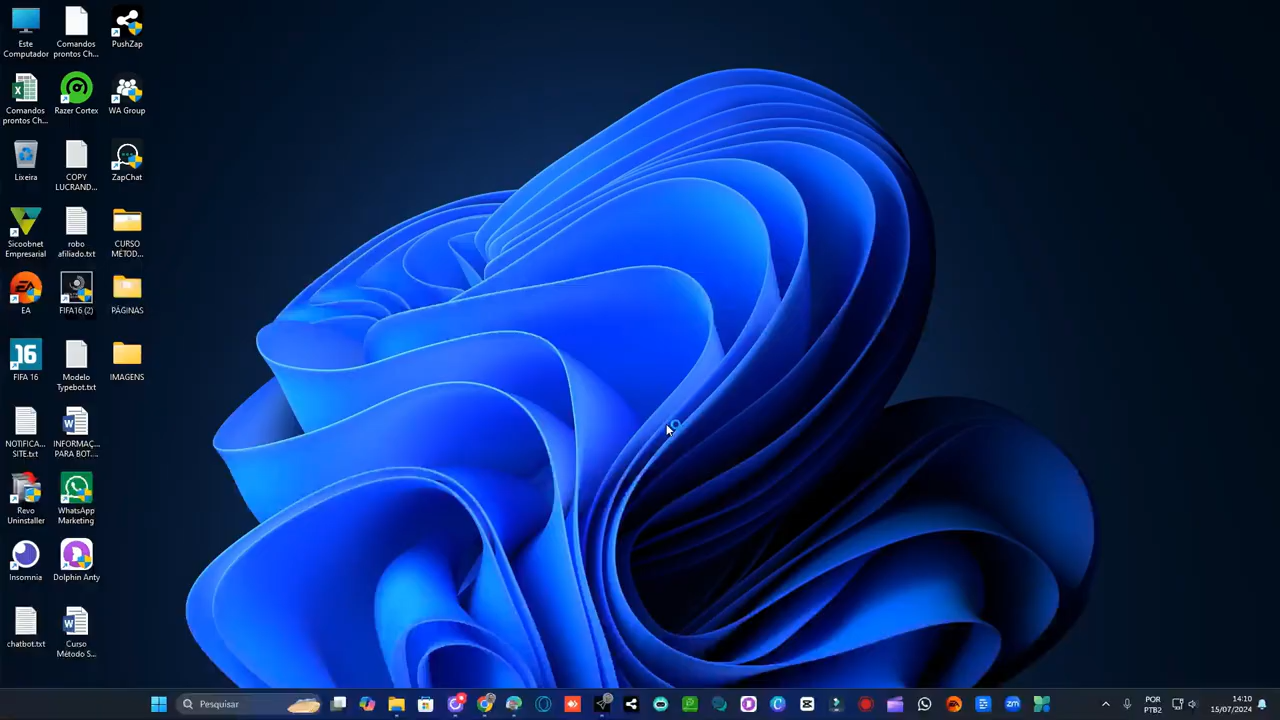 Este
Computador
Comandos
prontos Ch...
PushZap
Comandos
prontos Ch...
Razer Cortex
WA Group
Lixeira
COPY
LUCRAND...
ZapChat
Sicoobnet
Empresarial
robo
afiliado.txt
CURSO
MÉTOD...
EA
FIFA16 (2)
PÁGINAS
16
FIFA 16
Modelo
Typebot.txt
IMAGENS
NOTIFICA...
SITE.txt
INFORMAÇ...
PARA BOT...
Revo
Uninstaller
WhatsApp
Marketing
Insomnia
Dolphin Anty
chatbot.txt
Curso
Método S...
Pesquisar
zm
POR
PTB2
14:10
15/07/2024